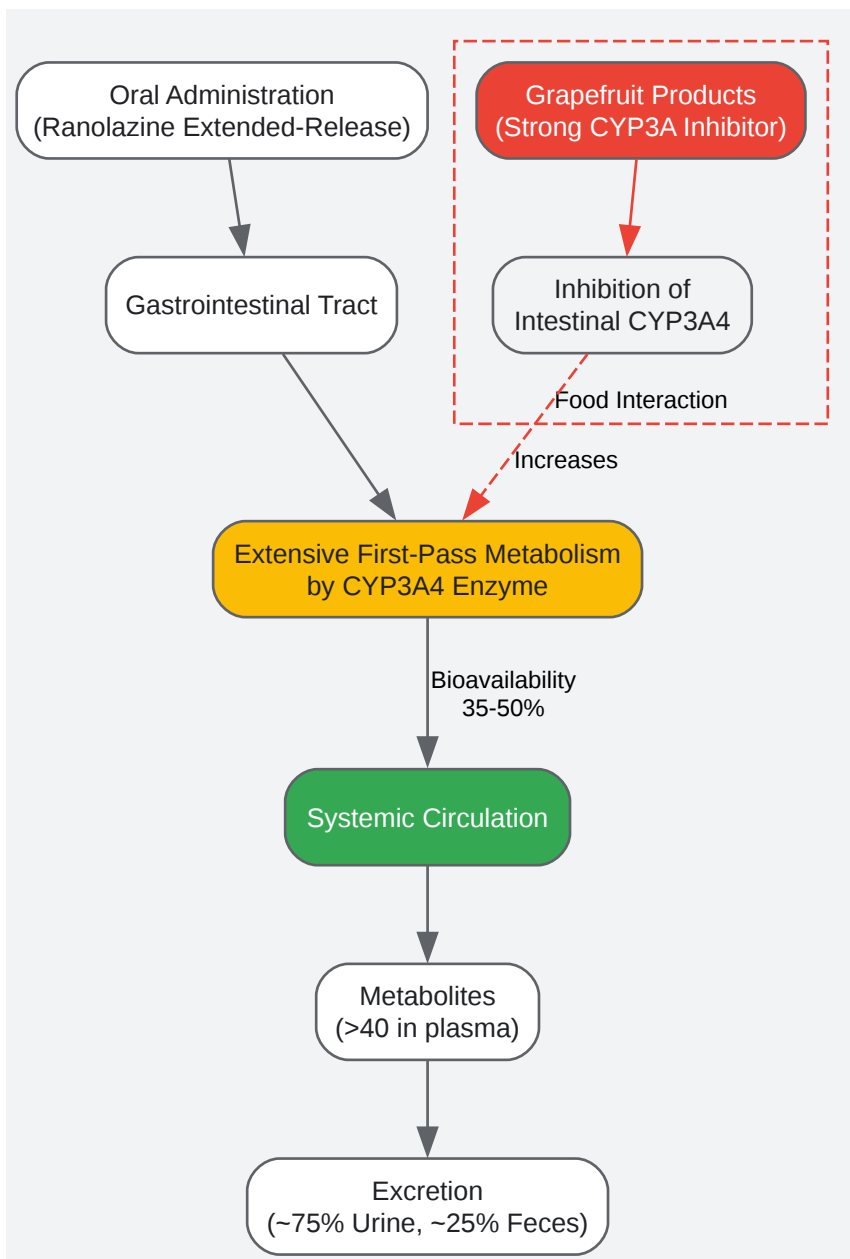 Oral Administration
(Ranolazine Extended-Release)
Grapefruit Products
(Strong CYP3A Inhibitor)
Gastrointestinal Tract
Inhibition of
Intestinal CYP3A4
Food Interaction
Increases
Extensive First-Pass Metabolism
by CYP3A4 Enzyme
Bioavailability
35-50%
Systemic Circulation
Metabolites
(>40 in plasma)
Excretion
(~75% Urine, ~25% Feces)